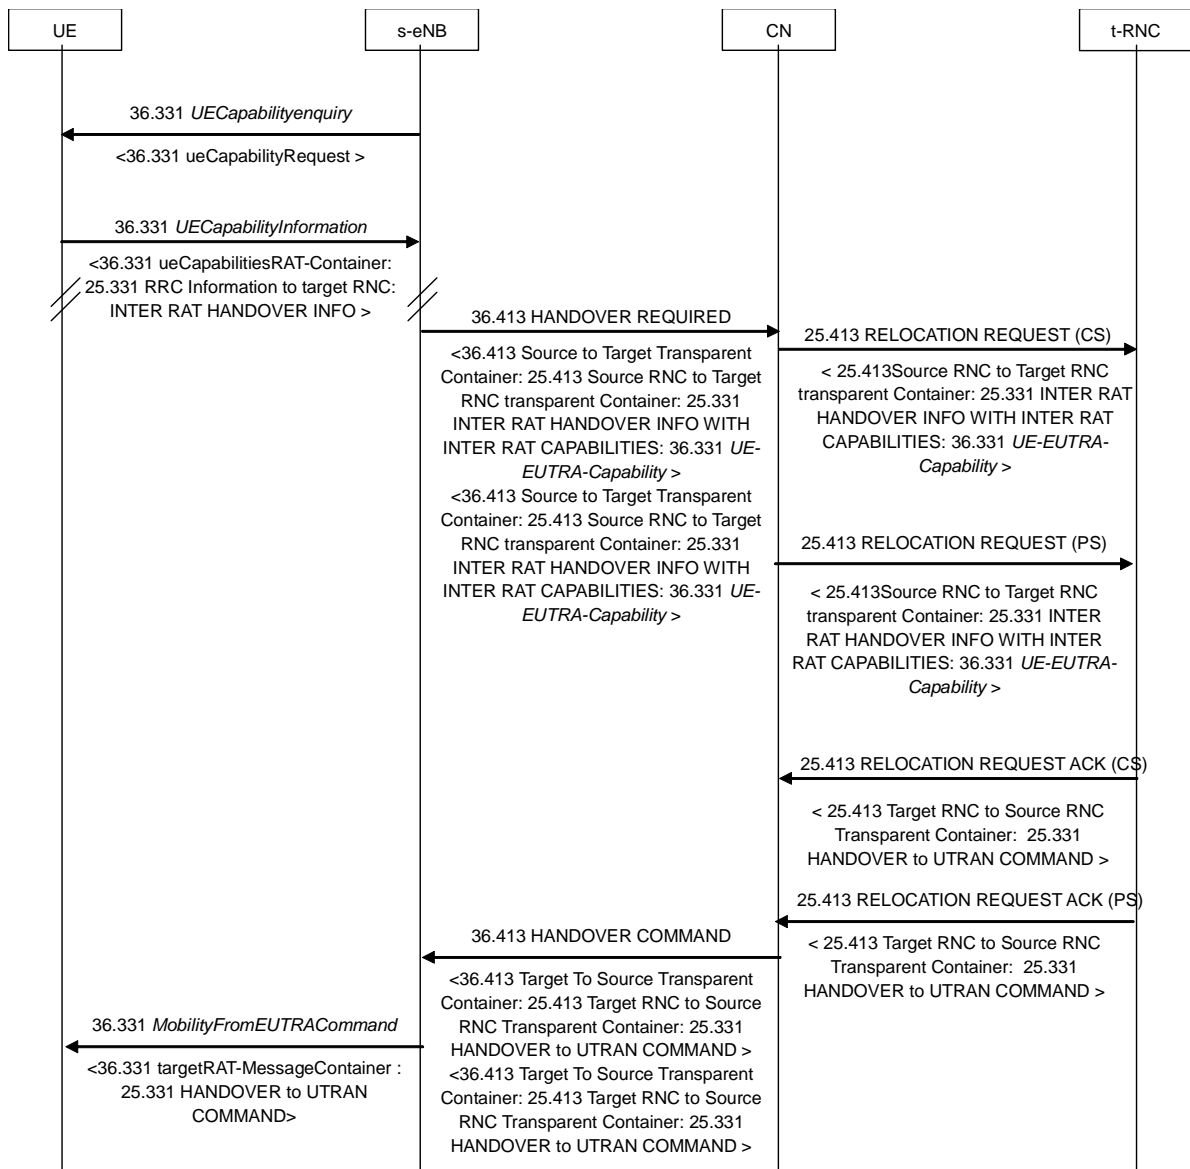 UE
s-eNB
CN
t-RNC
36.331 UECapabilityenquiry
<36.331 ueCapabilityRequest >
36.331 UECapabilityInformation
<36.331 ueCapabilitiesRAT-Container:
25.331 RRC Information to target RNC:
INTER RAT HANDOVER INFO >
36.413 HANDOVER REQUIRED
<36.413 Source to Target Transparent
Container: 25.413 Source RNC to Target
RNC transparent Container: 25.331
INTER RAT HANDOVER INFO WITH
INTER RAT CAPABILITIES: 36.331 UE-
EUTRA-Capability >
<36.413 Source to Target Transparent
Container: 25.413 Source RNC to Target
RNC transparent Container: 25.331
INTER RAT HANDOVER INFO WITH
INTER RAT CAPABILITIES: 36.331 UE-
EUTRA-Capability >
25.413 RELOCATION REQUEST (CS)
< 25.413Source RNC to Target RNC
transparent Container: 25.331 INTER RAT
HANDOVER INFO WITH INTER RAT
CAPABILITIES: 36.331 UE-EUTRA-
Capability >
25.413 RELOCATION REQUEST (PS)
< 25.413Source RNC to Target RNC
transparent Container: 25.331 INTER
RAT HANDOVER INFO WITH INTER
RAT CAPABILITIES: 36.331 UE-EUTRA-
Capability >
25.413 RELOCATION REQUEST ACK (CS)
< 25.413 Target RNC to Source RNC
Transparent Container:  25.331
HANDOVER to UTRAN COMMAND >
25.413 RELOCATION REQUEST ACK (PS)
< 25.413 Target RNC to Source RNC
Transparent Container:  25.331
HANDOVER to UTRAN COMMAND >
36.413 HANDOVER COMMAND
<36.413 Target To Source Transparent
Container: 25.413 Target RNC to Source
RNC Transparent Container: 25.331
HANDOVER to UTRAN COMMAND >
<36.413 Target To Source Transparent
Container: 25.413 Target RNC to Source
RNC Transparent Container: 25.331
HANDOVER to UTRAN COMMAND >
36.331 MobilityFromEUTRACommand
<36.331 targetRAT-MessageContainer :
25.331 HANDOVER to UTRAN
COMMAND>